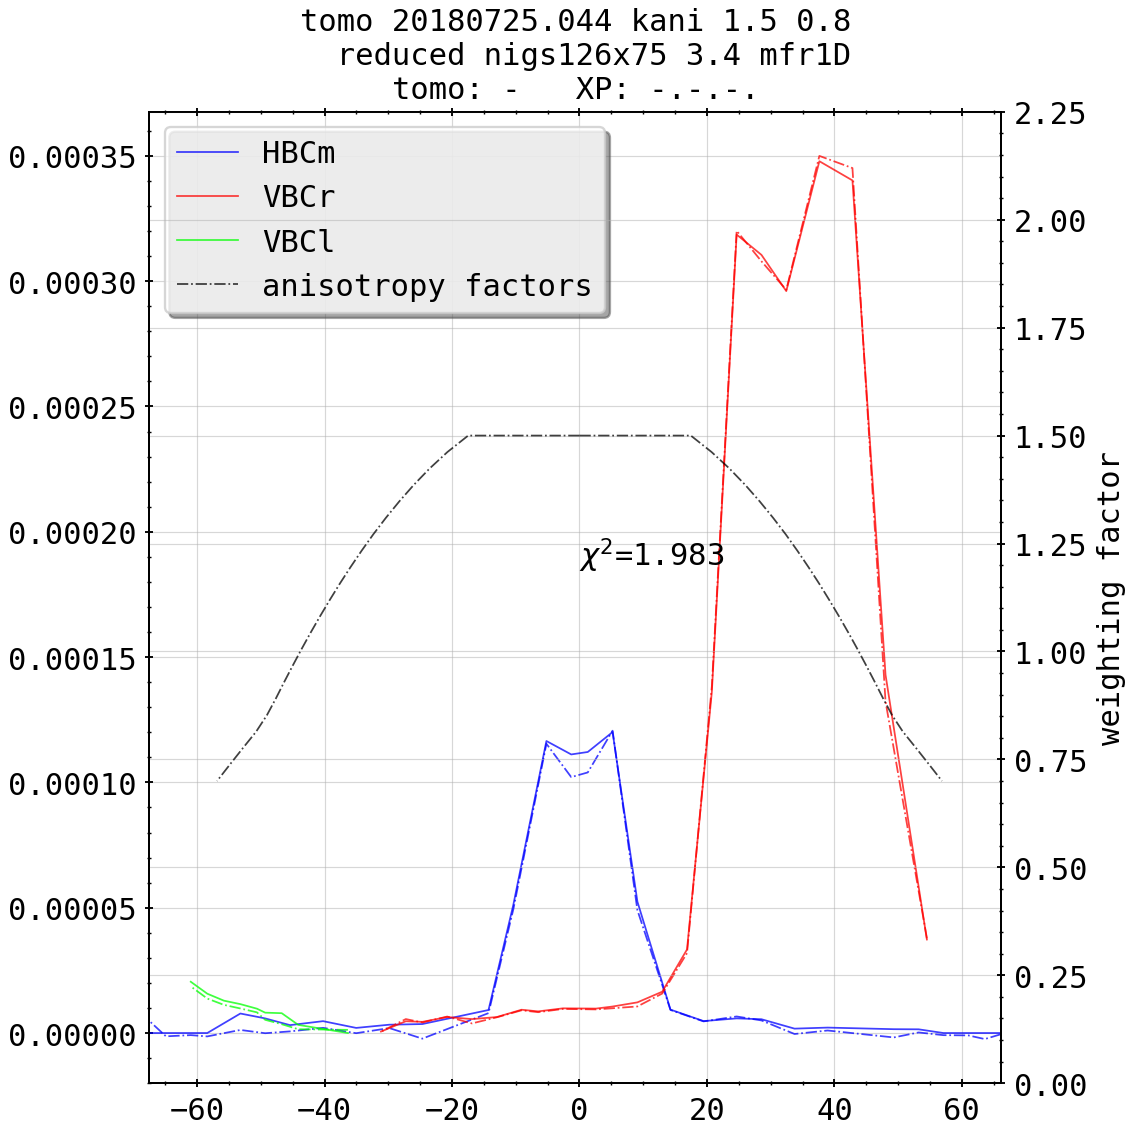 tomo 20180725.044 kani 1.5 0.8
reduced nigs126x75 3.4 mfr1D
tomo: - XP: -.-.-.
HBCm
VBCr
VBCl
anisotropy factors
χ²=1.983
0.00035
0.00030
0.00025
0.00020
0.00015
0.00010
0.00005
0.00000
2.25
2.00
1.75
1.50
1.25
1.00
0.75
0.50
0.25
0.00
weighting factor
−60
−40
−20
0
20
40
60